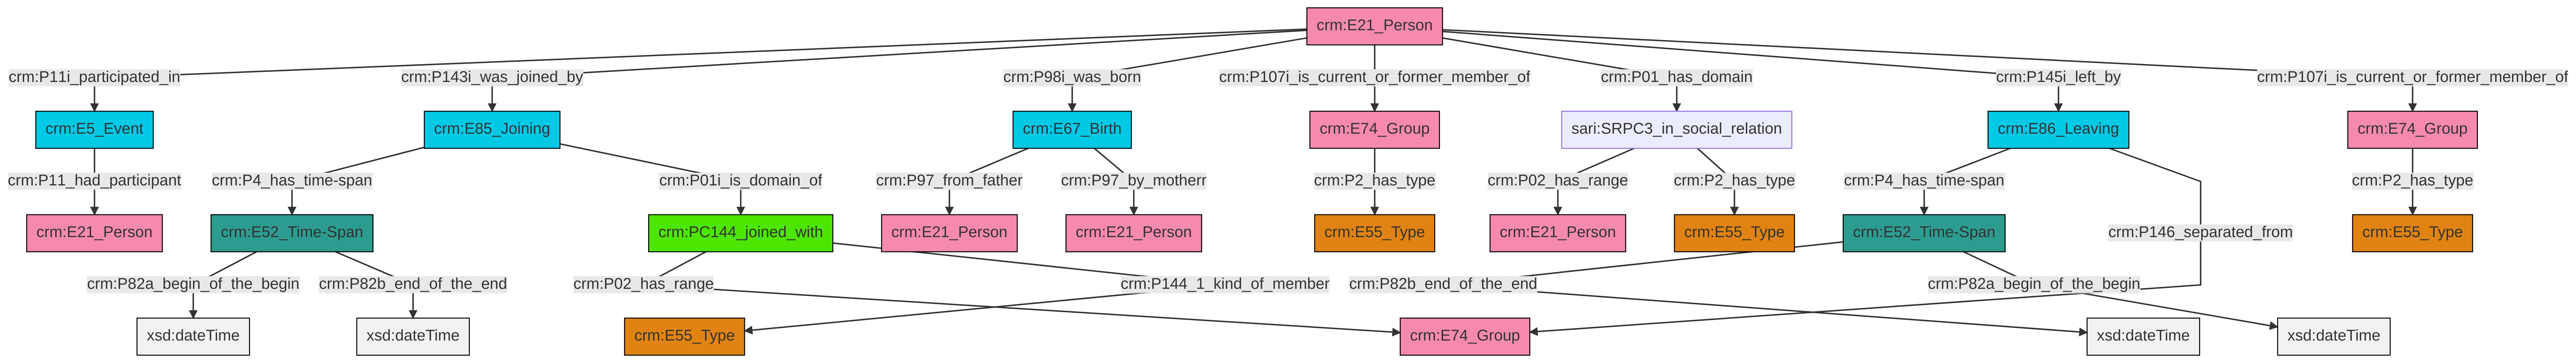 crm:E21_Person
crm:P11i_participated_in
crm:P143i_was_joined_by
crm:P98i_was_born
crm:P107i_is_current_or_former_member_of
crm:P01_has_domain
crm:P145i_left_by
crm:P107i_is_current_or_former_member_of
crm:E5_Event
crm:E85_Joining
crm:E67_Birth
crm:E74_Group
sari:SRPC3_in_social_relation
crm:E86_Leaving
crm:E74_Group
crm:P11_had_participant
crm:P4_has_time-span
crm:P01i_is_domain_of
crm:P97_from_father
crm:P97_by_motherr
crm:P2_has_type
crm:P02_has_range
crm:P2_has_type
crm:P4_has_time-span
crm:P2_has_type
crm:E21_Person
crm:E52_Time-Span
crm:PC144_joined_with
crm:E21_Person
crm:E21_Person
crm:E55_Type
crm:E21_Person
crm:E55_Type
crm:E52_Time-Span
crm:P146_separated_from
crm:E55_Type
crm:P82a_begin_of_the_begin
crm:P82b_end_of_the_end
crm:P02_has_range
crm:P144_1_kind_of_member
crm:P82b_end_of_the_end
crm:P82a_begin_of_the_begin
xsd:dateTime
xsd:dateTime
crm:E55_Type
crm:E74_Group
xsd:dateTime
xsd:dateTime